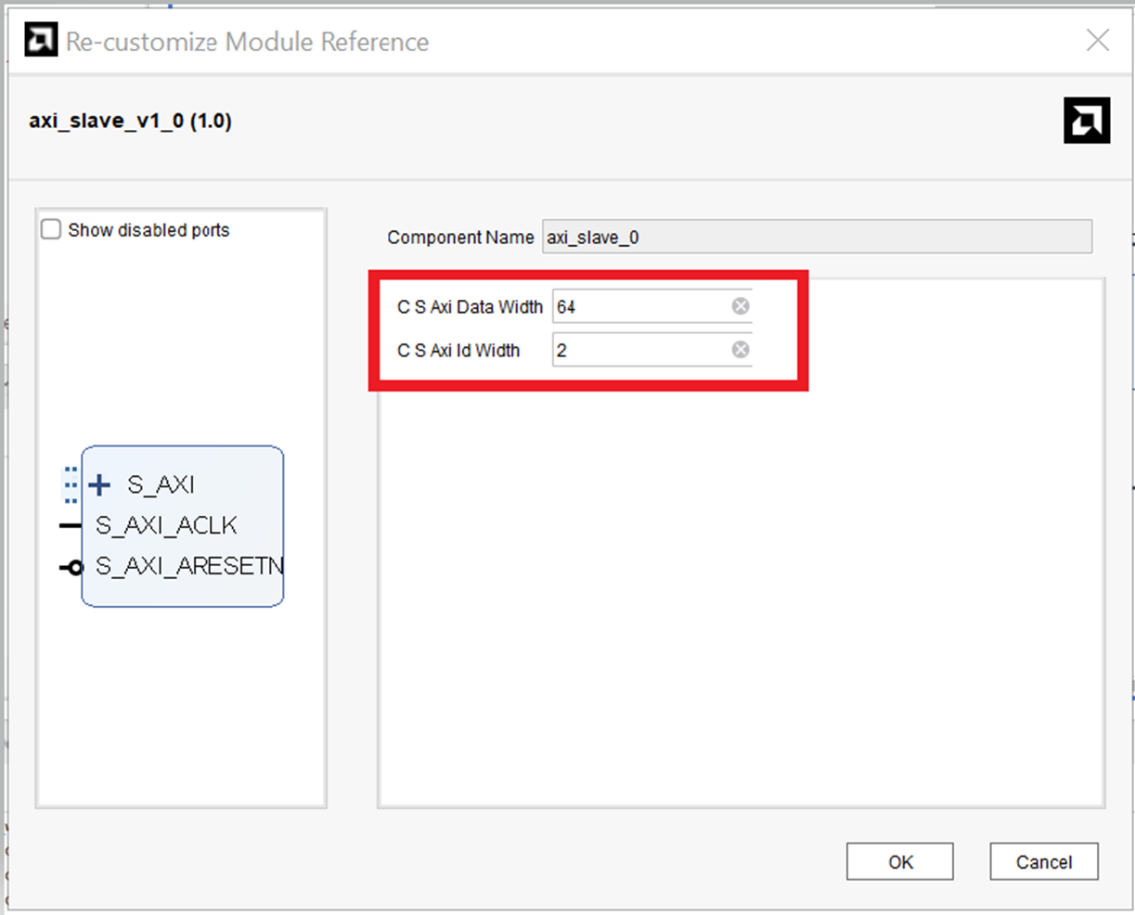 Re-customize Module Reference
axi_slave_v1_0 (1.0)
Show disabled ports
Component Name axi_slave_0
C S Axi Data Width 64
C S Axi Id Width 2
S_AXI
S_AXI_ACLK
S_AXI_ARESETN
OK Cancel